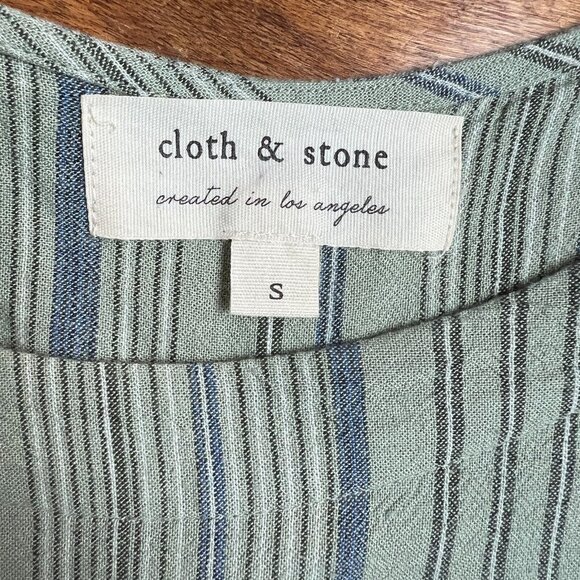 cloth & stone
created in los angeles
S